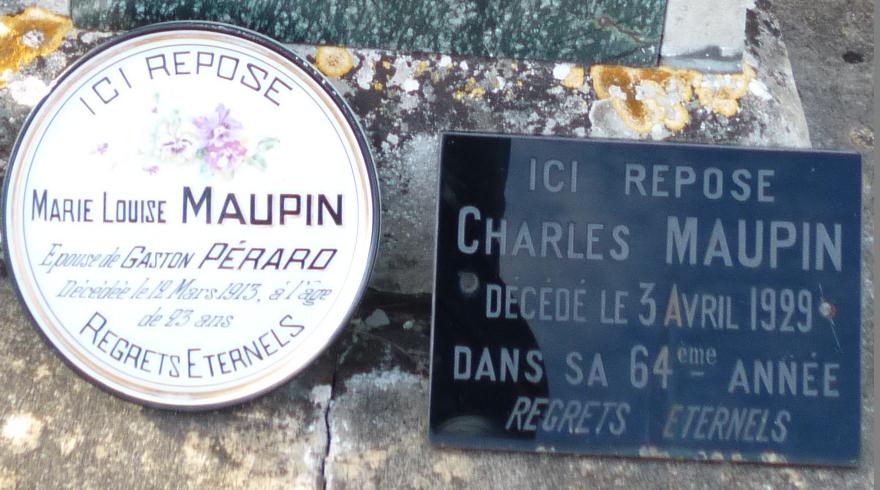 ICI REPOSE
MARIE LOUISE MAUPIN
Epouse de GASTON PÉRARD
Décédée le 12 Mars 1913, à l'âge
de 23 ans
REGRETS ETERNELS
ICI REPOSE
CHARLES MAUPIN
DÉCÉDÉ LE 3 AVRIL 1929
DANS SA 64ème ANNÉE
REGRETS ETERNELS